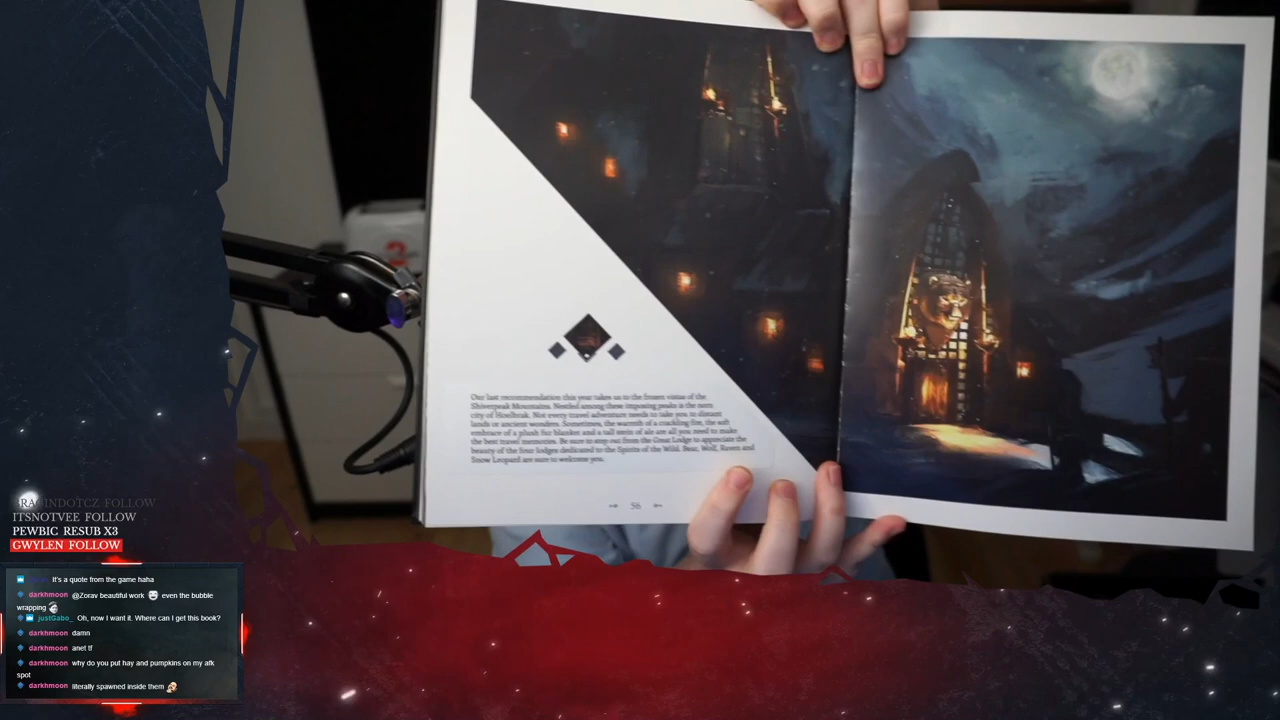 Our last recommendation this year takes us to the frozen vistas of the
Shiverpeak Mountains. Nestled among these imposing peaks is the norn
city of Hoelbrak. Not every travel adventure needs to take you to distant
lands or ancient wonders. Sometimes, the warmth of a crackling fire, the soft
embrace of a plush fur blanket and a tall stein of ale are all you need to make
the best travel memories. Be sure to step out from the Great Lodge to appreciate the
beauty of the four lodges dedicated to the Spirits of the Wild. Bear, Wolf, Raven and
Snow Leopard are sure to welcome you.
56
FOLLOW
ITSNOTVEE FOLLOW
PEWBIC RESUB X3
GWYLEN FOLLOW
It's a quote from the game haha
darkhmoon @Zorav beautiful work even the bubble
wrapping
justGabo_ Oh, now I want it. Where can I get this book?
darkhmoon damn
darkhmoon anet tf
darkhmoon why do you put hay and pumpkins on my afk
spot
darkhmoon literally spawned inside them